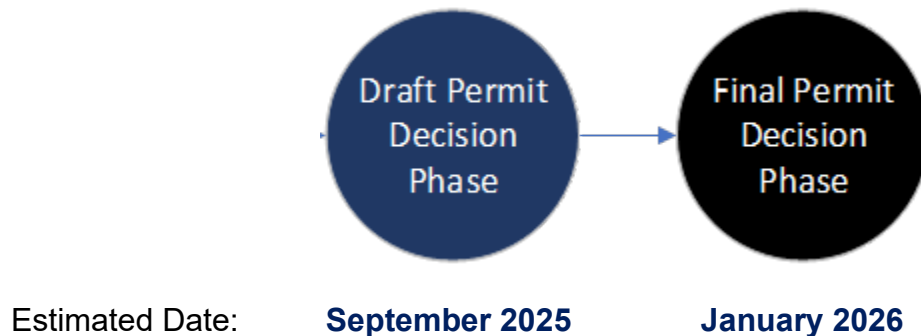 Draft Permit
Decision
Phase
Final Permit
Decision
Phase
Estimated Date: September 2025 January 2026